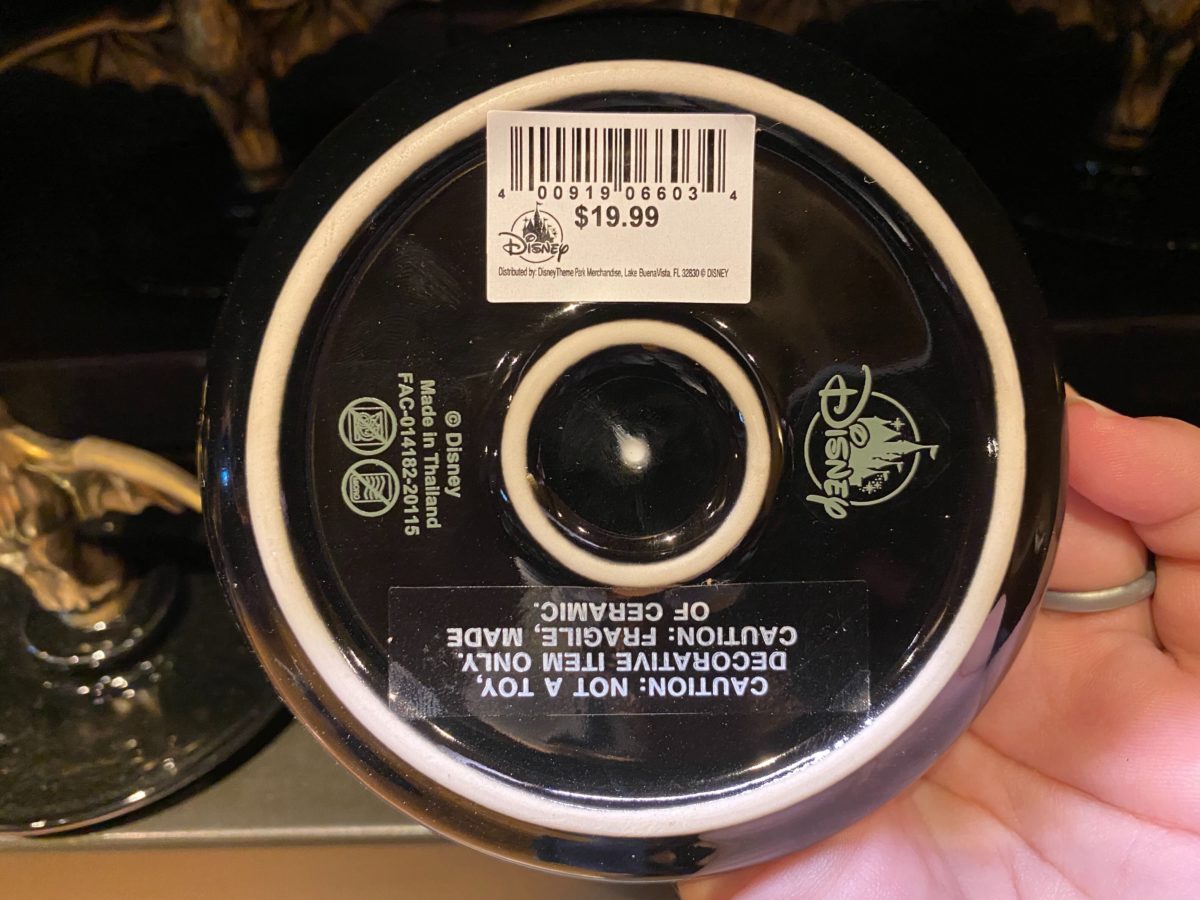 4 00919 06603 4
$19.99
Disney
Distributed by: DisneyTheme Park Merchandise, Lake BuenaVista, FL 32830 © DISNEY
© Disney
Made in Thailand
FAC-014182-20115
Disney
CAUTION: NOT A TOY,
DECORATIVE ITEM ONLY.
CAUTION: FRAGILE, MADE
OF CERAMIC.